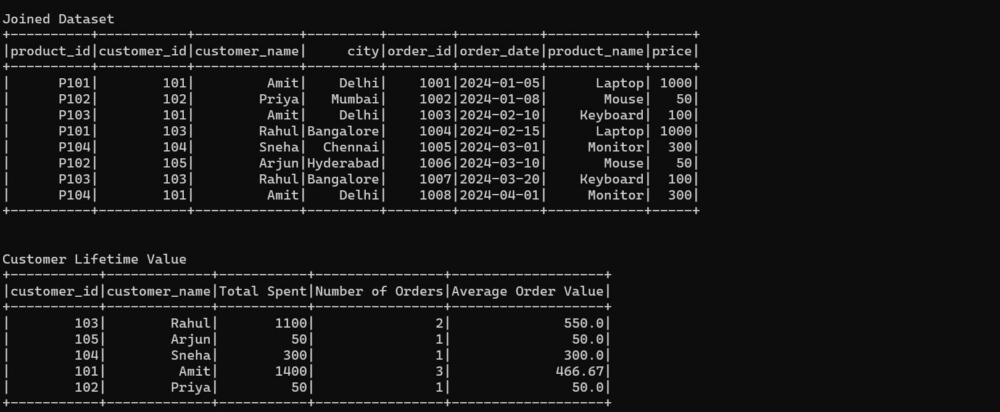 Joined Dataset
+----------+-----------+-------------+---------+--------+----------+------------+-----+
|product_id|customer_id|customer_name|     city|order_id|order_date|product_name|price|
+----------+-----------+-------------+---------+--------+----------+------------+-----+
|      P101|        101|         Amit|    Delhi|    1001|2024-01-05|      Laptop| 1000|
|      P102|        102|        Priya|   Mumbai|    1002|2024-01-08|       Mouse|   50|
|      P103|        101|         Amit|    Delhi|    1003|2024-02-10|    Keyboard|  100|
|      P101|        103|        Rahul|Bangalore|    1004|2024-02-15|      Laptop| 1000|
|      P104|        104|        Sneha|  Chennai|    1005|2024-03-01|     Monitor|  300|
|      P102|        105|        Arjun|Hyderabad|    1006|2024-03-10|       Mouse|   50|
|      P103|        103|        Rahul|Bangalore|    1007|2024-03-20|    Keyboard|  100|
|      P104|        101|         Amit|    Delhi|    1008|2024-04-01|     Monitor|  300|
+----------+-----------+-------------+---------+--------+----------+------------+-----+
Customer Lifetime Value
+-----------+-------------+-----------+----------------+-------------------+
|customer_id|customer_name|Total Spent|Number of Orders|Average Order Value|
+-----------+-------------+-----------+----------------+-------------------+
|        103|        Rahul|       1100|               2|              550.0|
|        105|        Arjun|         50|               1|               50.0|
|        104|        Sneha|        300|               1|              300.0|
|        101|         Amit|       1400|               3|             466.67|
|        102|        Priya|         50|               1|               50.0|
+-----------+-------------+-----------+----------------+-------------------+